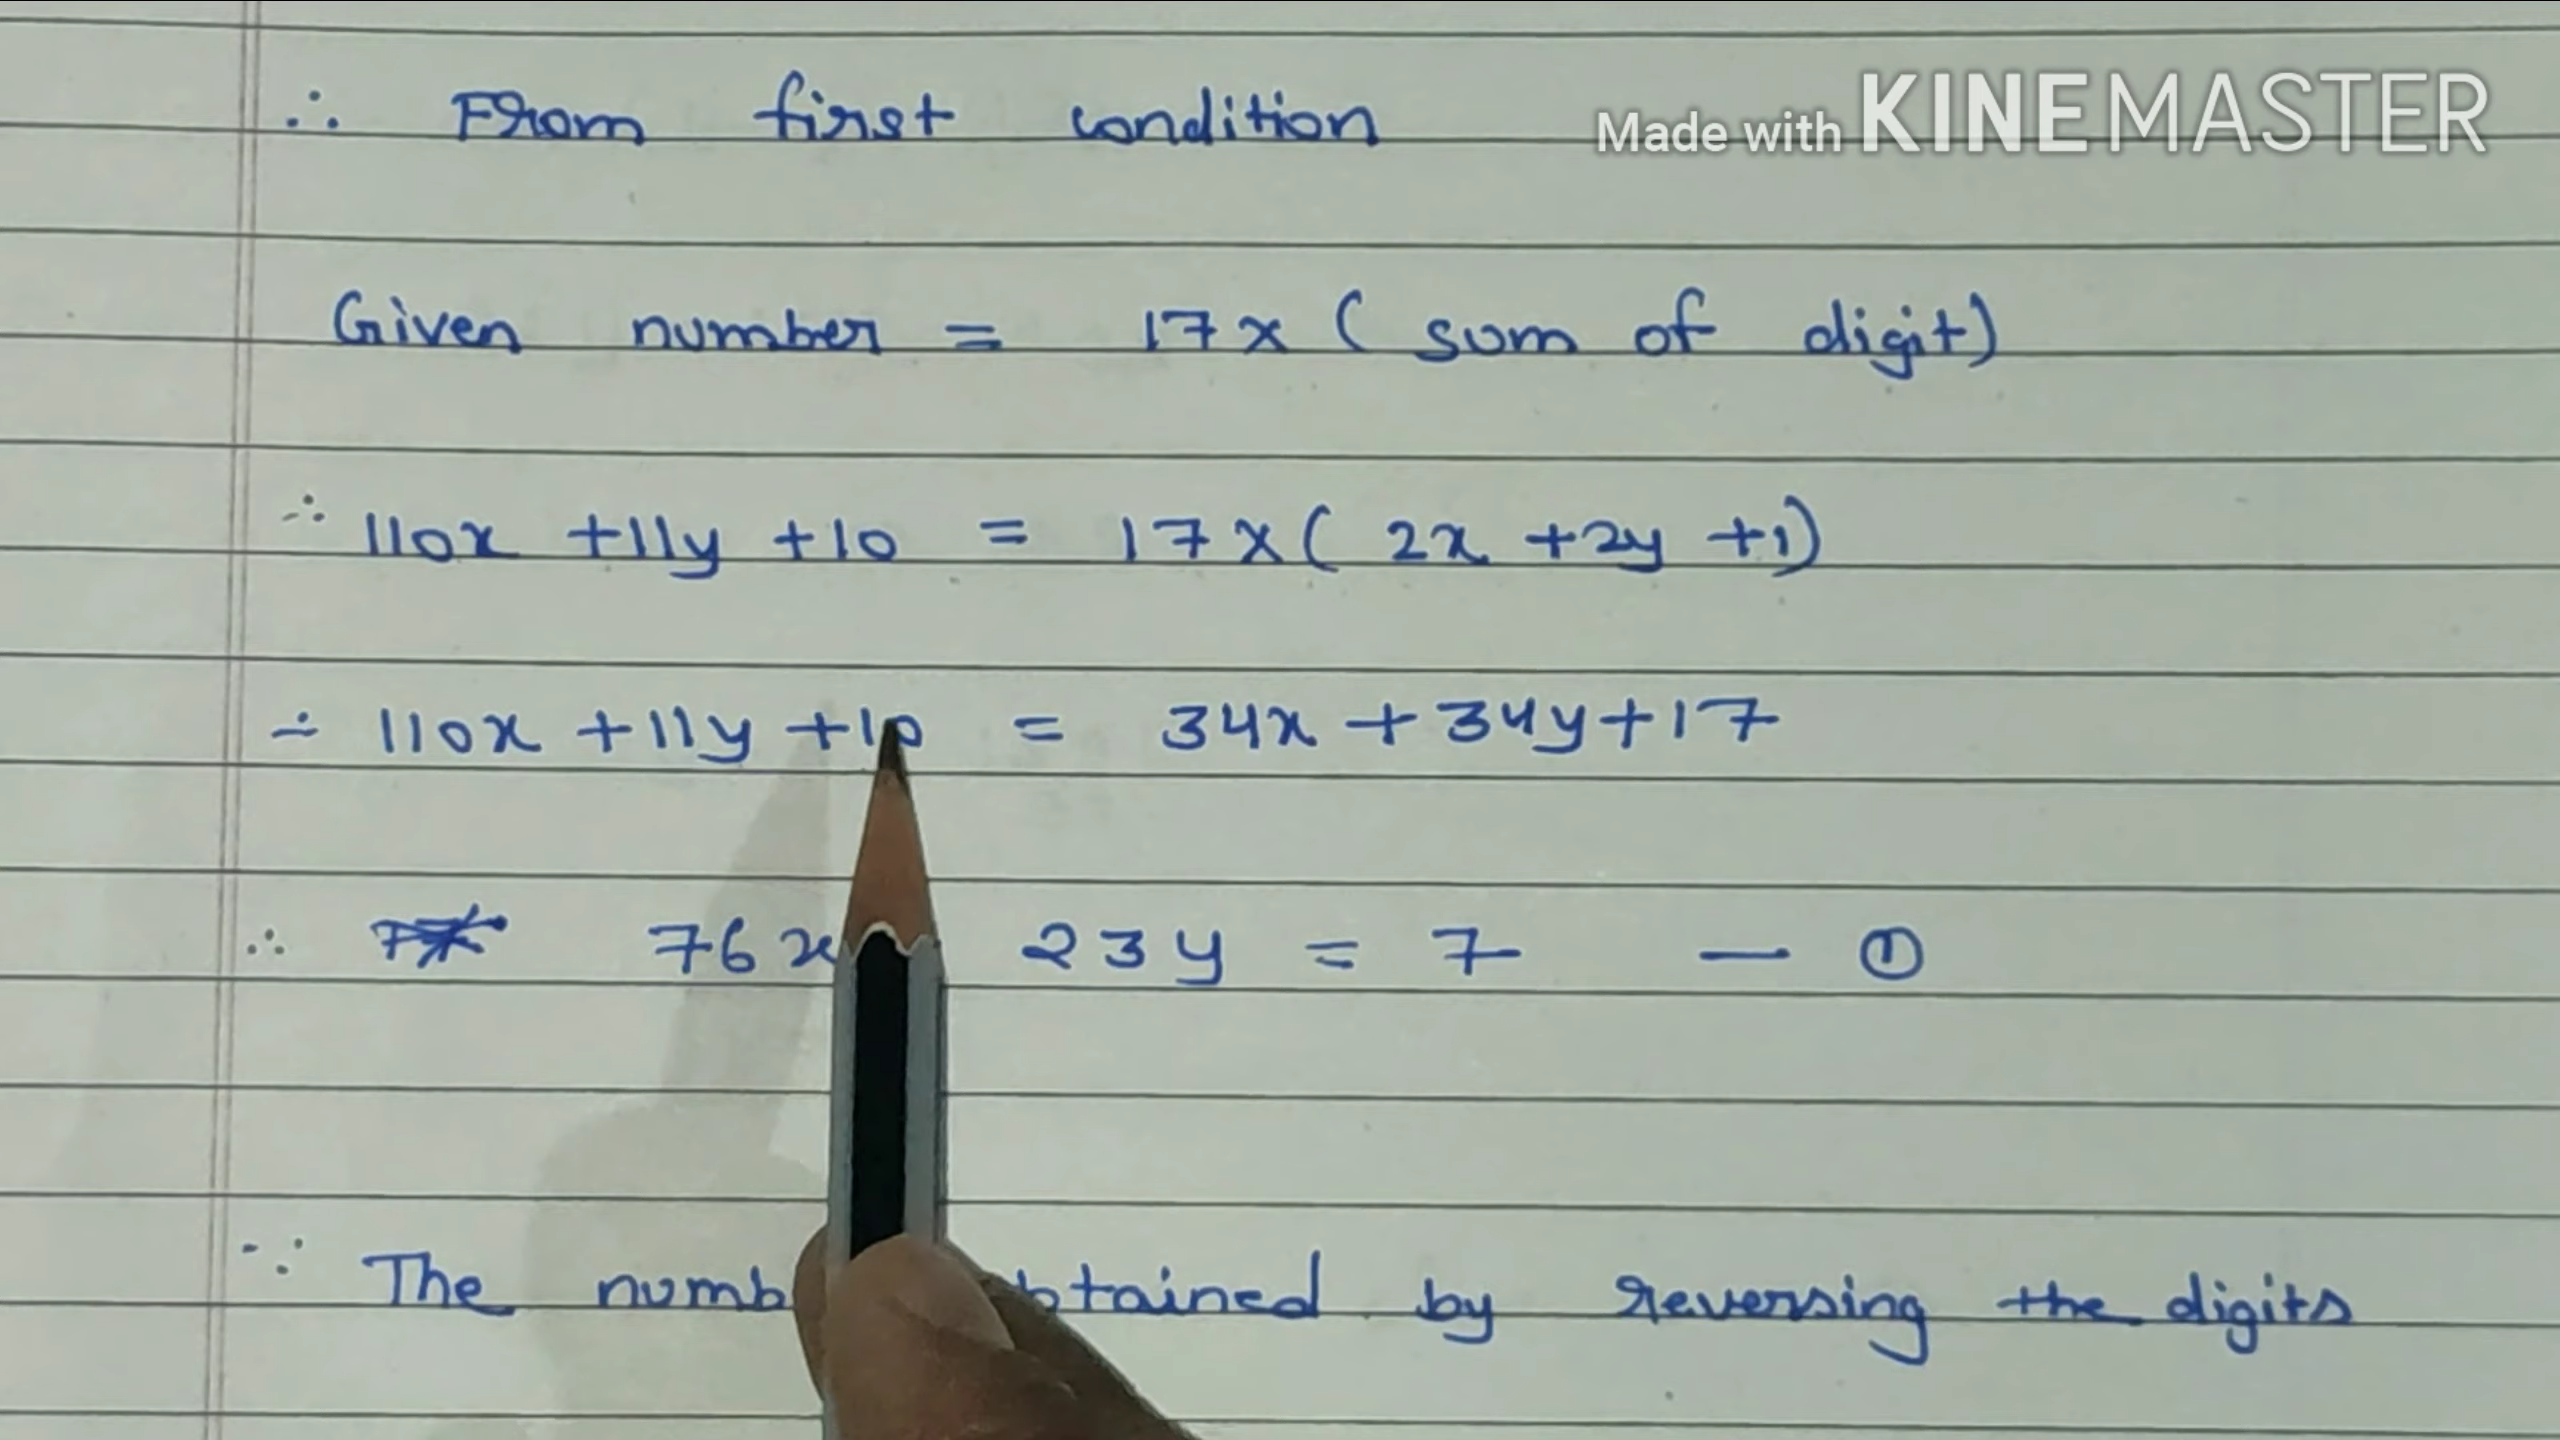 ∴ From first condition
Made with KINEMASTER
Given number = 17 x ( sum of digit)
∴ 110x +11y +10 = 17 x ( 2x +2y +1)
∴ 110x +11y +10 = 34x + 34y + 17
∴ 76x 23y = 7 — ①
∵ The by reversing the digits